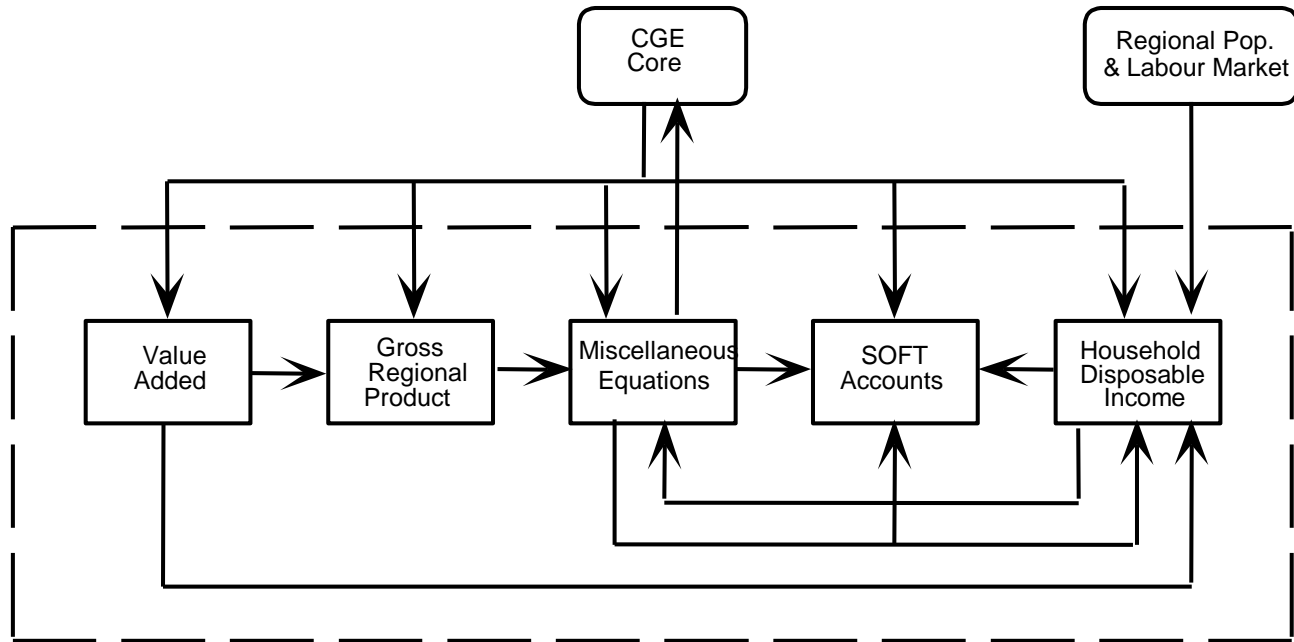 CGE
Core
Regional Pop.
& Labour Market
Value
Added
Gross
Regional
Product
Miscellaneous
Equations
SOFT
Accounts
Household
Disposable
Income